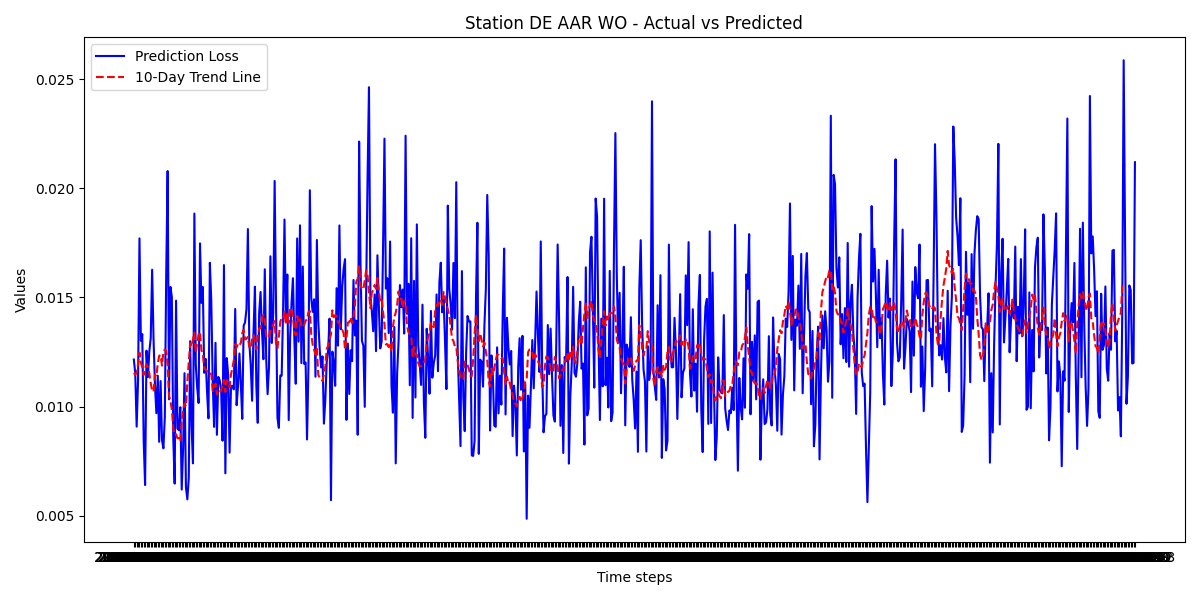 Station DE AAR WO - Actual vs Predicted
Prediction Loss
10-Day Trend Line
0.025
0.020
0.015
0.010
0.005
Values
Time steps